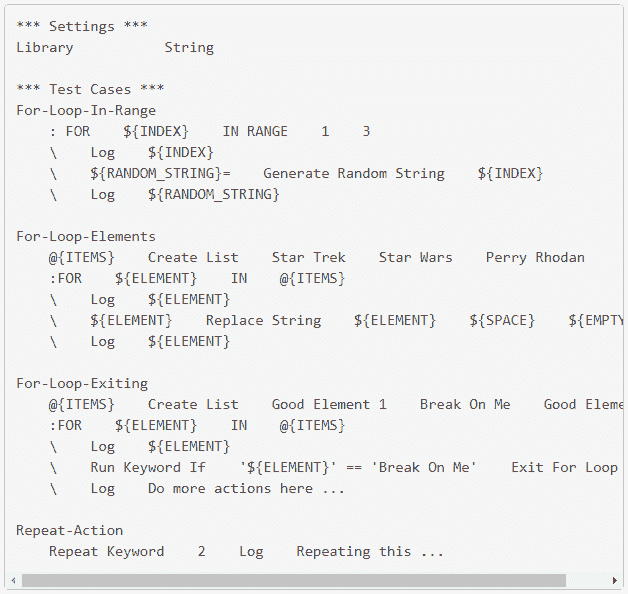 *** Settings ***
Library           String

*** Test Cases ***
For-Loop-In-Range
    : FOR    ${INDEX}    IN RANGE    1    3
    \    Log    ${INDEX}
    \    ${RANDOM_STRING}=    Generate Random String    ${INDEX}
    \    Log    ${RANDOM_STRING}

For-Loop-Elements
    @{ITEMS}    Create List    Star Trek    Star Wars    Perry Rhodan
    :FOR    ${ELEMENT}    IN    @{ITEMS}
    \    Log    ${ELEMENT}
    \    ${ELEMENT}    Replace String    ${ELEMENT}    ${SPACE}    ${EMPTY
    \    Log    ${ELEMENT}

For-Loop-Exiting
    @{ITEMS}    Create List    Good Element 1    Break On Me    Good Eleme
    :FOR    ${ELEMENT}    IN    @{ITEMS}
    \    Log    ${ELEMENT}
    \    Run Keyword If    '${ELEMENT}' == 'Break On Me'    Exit For Loop
    \    Log    Do more actions here ...

Repeat-Action
    Repeat Keyword    2    Log    Repeating this ...